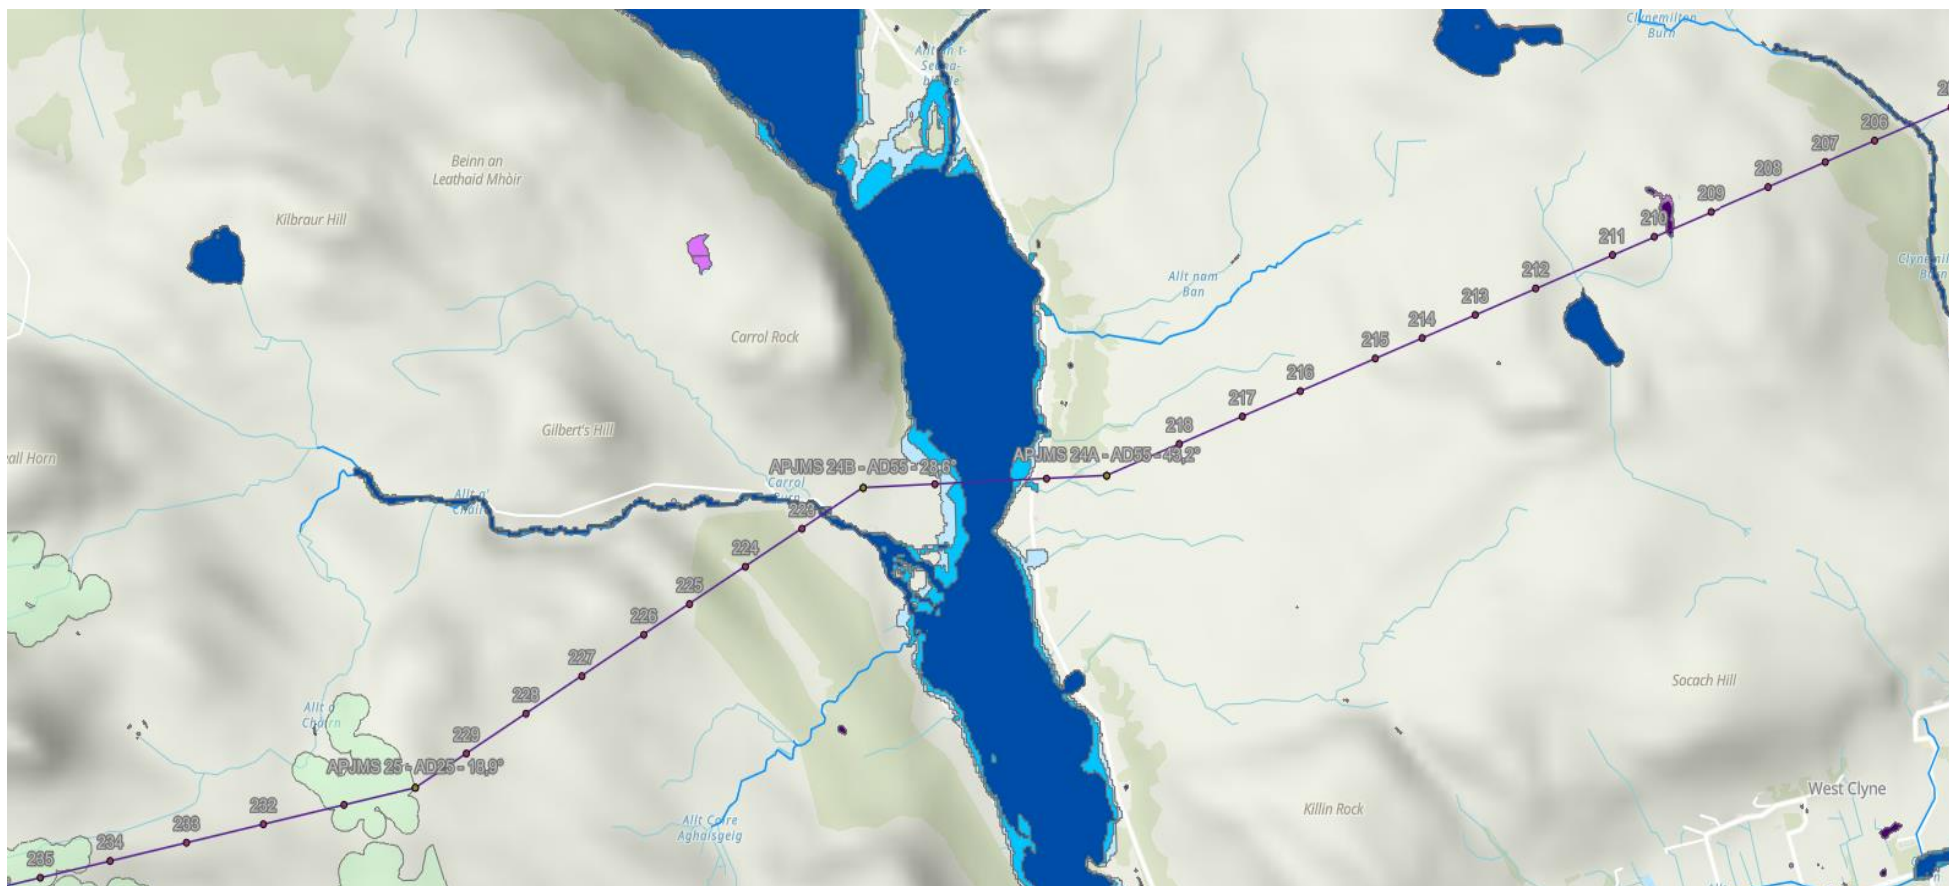 Clynemilton
Burn
Allt an t-
Beinn an
Leathaid Mhòir
Kilbraur Hill
206
207
208
209
210
211
212
213
214
215
216
217
218
Allt nam
Ban
Carrol Rock
Gilbert's Hill
APJMS 24B - AD55 - 28,6°
APJMS 24A - AD55 - 43,2°
Carrol
Burn
Allt a'
223
224
225
226
227
228
229
Allt a'
APJMS 25 - AD25 - 18,9°
232
233
234
235
Allt Coire
Aghaisgeig
Socach Hill
Killin Rock
West Clyne